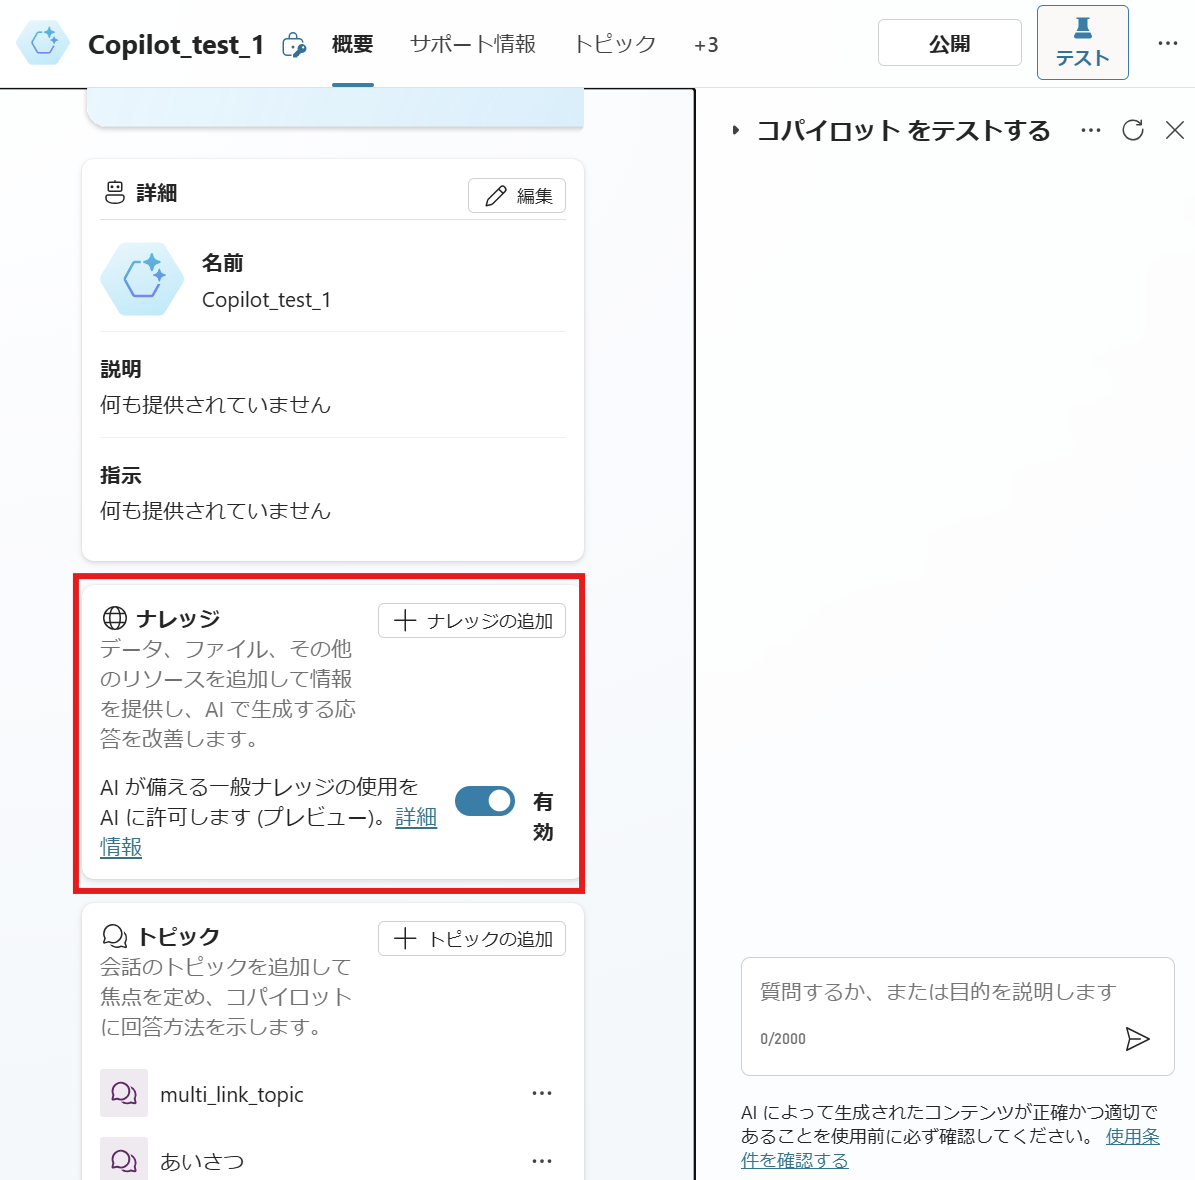 Copilot_test_1 概要 サポート情報 トピック +3 公開 テスト
詳細 編集
名前
Copilot_test_1
説明
何も提供されていません
指示
何も提供されていません
ナレッジ ナレッジの追加
データ、ファイル、その他
のリソースを追加して情報
を提供し、AI で生成する応
答を改善します。
AI が備える一般ナレッジの使用を
AI に許可します (プレビュー)。詳細
情報
有
効
トピック トピックの追加
会話のトピックを追加して
焦点を定め、コパイロット
に回答方法を示します。
multi_link_topic
あいさつ
コパイロット をテストする
質問するか、または目的を説明します
0/2000
AI によって生成されたコンテンツが正確かつ適切で
あることを使用前に必ず確認してください。 使用条
件を確認する